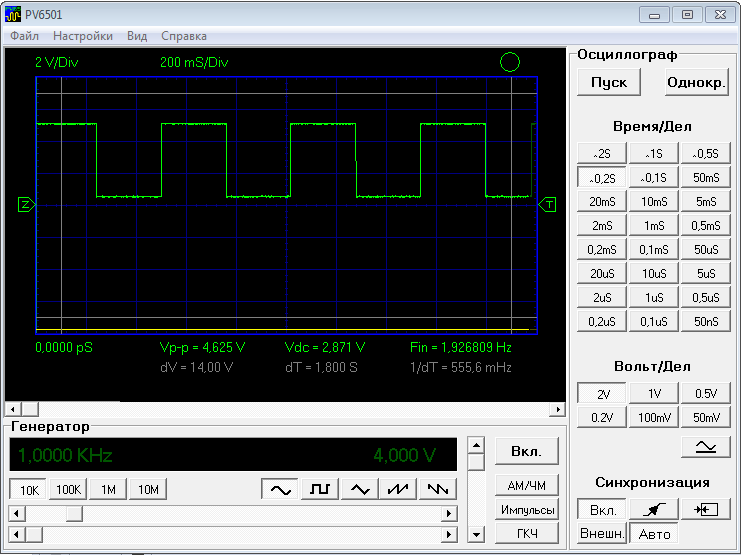 PV6501
Файл Настройки Вид Справка
2 V/Div 200 mS/Div
Z T
0,0000 pS Vp-p = 4,625 V Vdc = 2,871 V Fin = 1,926809 Hz
dV = 14,00 V dT = 1,800 S 1/dT = 555,6 mHz
Генератор
1,0000 KHz 4,000 V
Вкл.
10K 100K 1M 10M
АМ/ЧМ
Импульсы
ГКЧ
Осциллограф
Пуск Однокр.
Время/Дел
^2S ^1S ^0,5S
^0,2S ^0,1S 50mS
20mS 10mS 5mS
2mS 1mS 0,5mS
0,2mS 0,1mS 50uS
20uS 10uS 5uS
2uS 1uS 0,5uS
0,2uS 0,1uS 50nS
Вольт/Дел
2V 1V 0.5V
0.2V 100mV 50mV
Синхронизация
Вкл.
Внешн. Авто